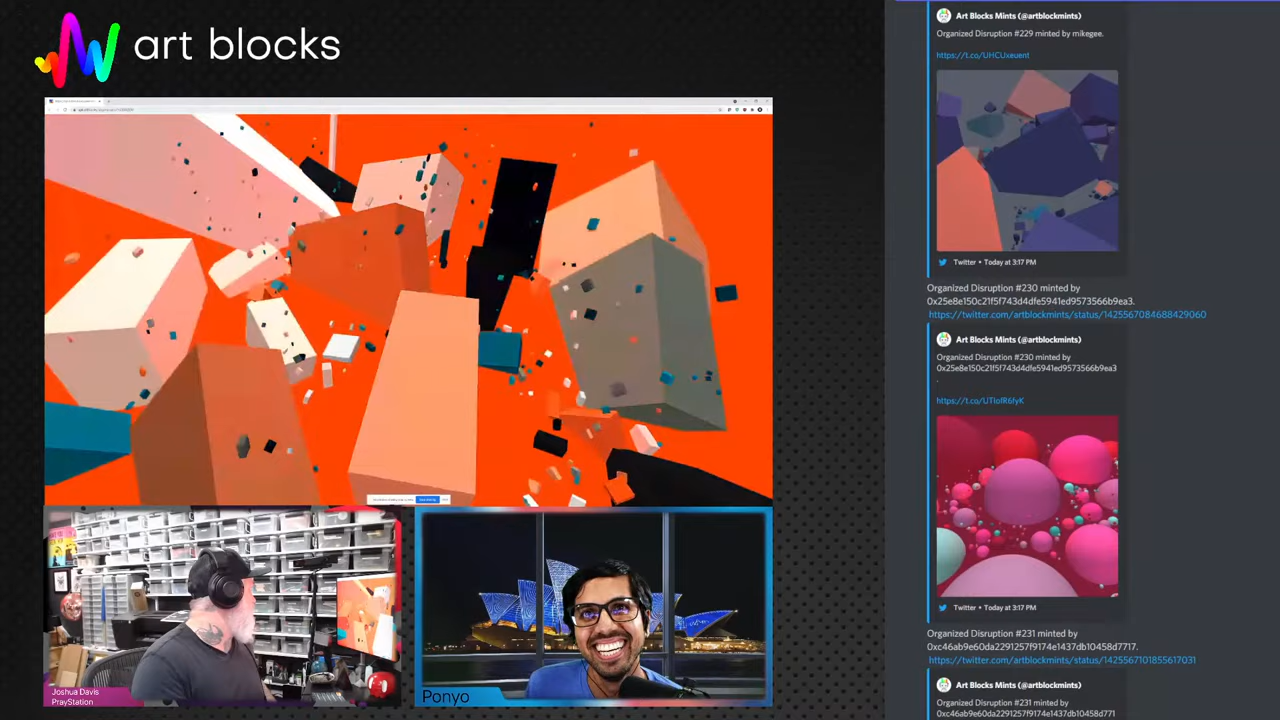 art blocks
Joshua Davis
PrayStation
Ponyo
Art Blocks Mints (@artblockmints)
Organized Disruption #229 minted by mikegee.
https://t.co/UHCUxeuent
Twitter • Today at 3:17 PM
Organized Disruption #230 minted by
0x25e8e150c21f5f743d4dfe5941ed9573566b9ea3.
https://twitter.com/artblockmints/status/1425567084688429060
Art Blocks Mints (@artblockmints)
Organized Disruption #230 minted by
0x25e8e150c21f5f743d4dfe5941ed9573566b9ea3
.
https://t.co/UTlofR6fyK
Twitter • Today at 3:17 PM
Organized Disruption #231 minted by
0xc46ab9e60da2291257f9174e1437db10458d7717.
https://twitter.com/artblockmints/status/1425567101855617031
Art Blocks Mints (@artblockmints)
Organized Disruption #231 minted by
0xc46ab9e60da2291257f9174e1437db10458d771